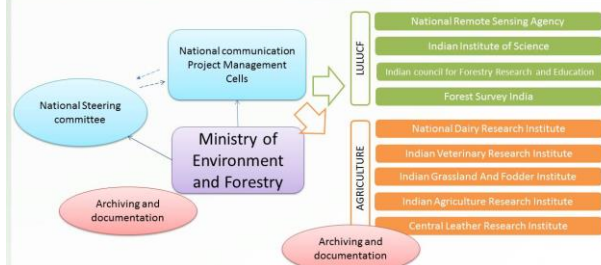 National communication
Project Management
Cells
National Steering
committee
Ministry of
Environment
and Forestry
Archiving and
documentation
LULUCF
National Remote Sensing Agency
Indian Institute of Science
Indian council for Forestry Research and Education
Forest Survey India
AGRICULTURE
National Dairy Research Institute
Indian Veterinary Research Institute
Indian Grassland And Fodder Institute
Indian Agriculture Research Institute
Central Leather Research Institute
Archiving and
documentation